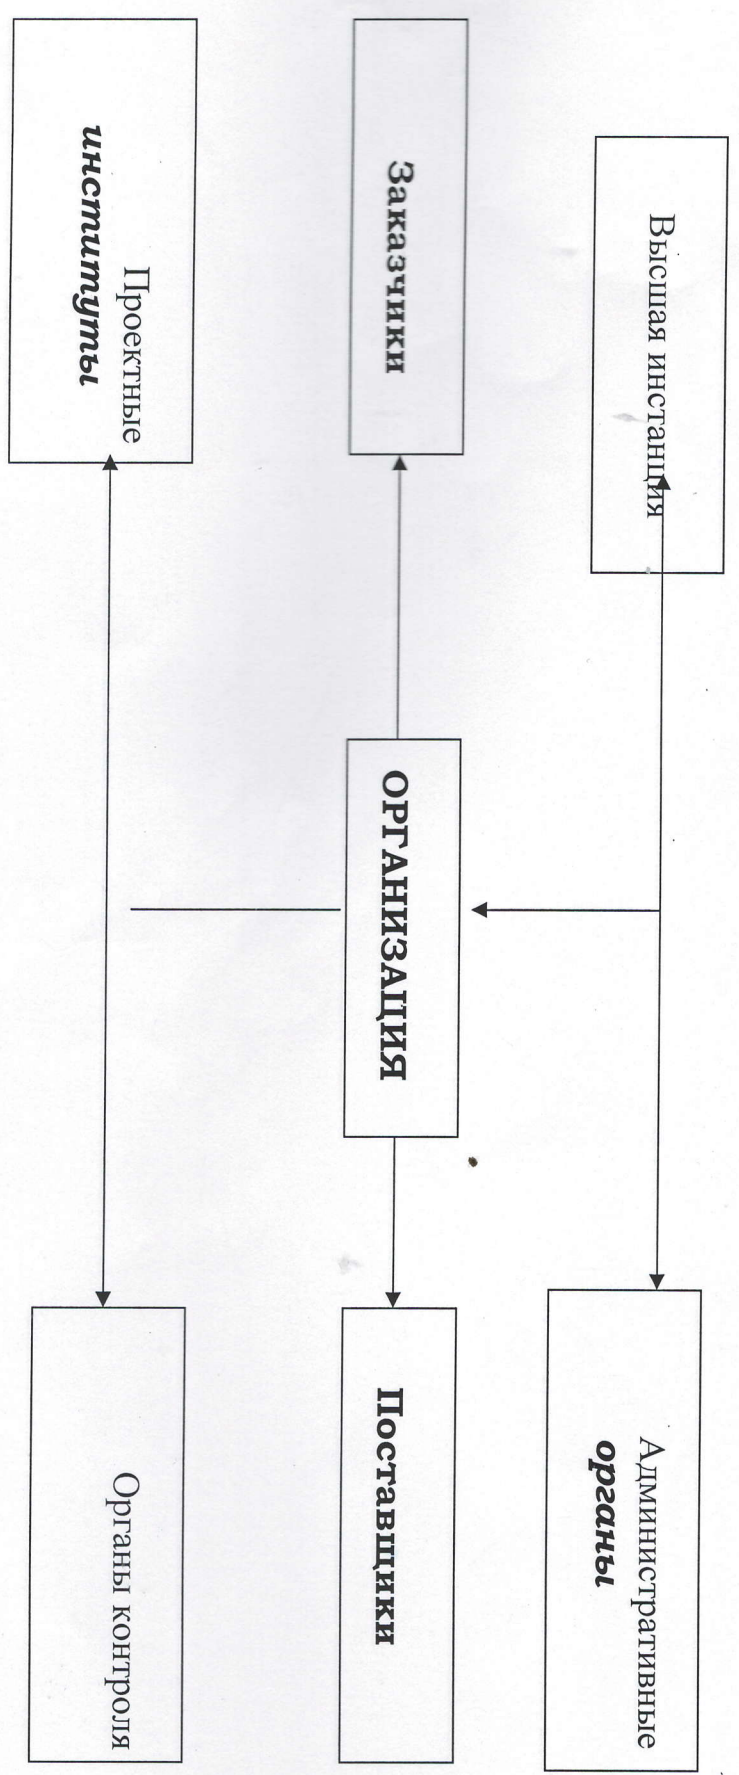 Высшая инстанция
Административные
органы
Заказчики
ОРГАНИЗАЦИЯ
Поставщики
Проектные
институты
Органы контроля